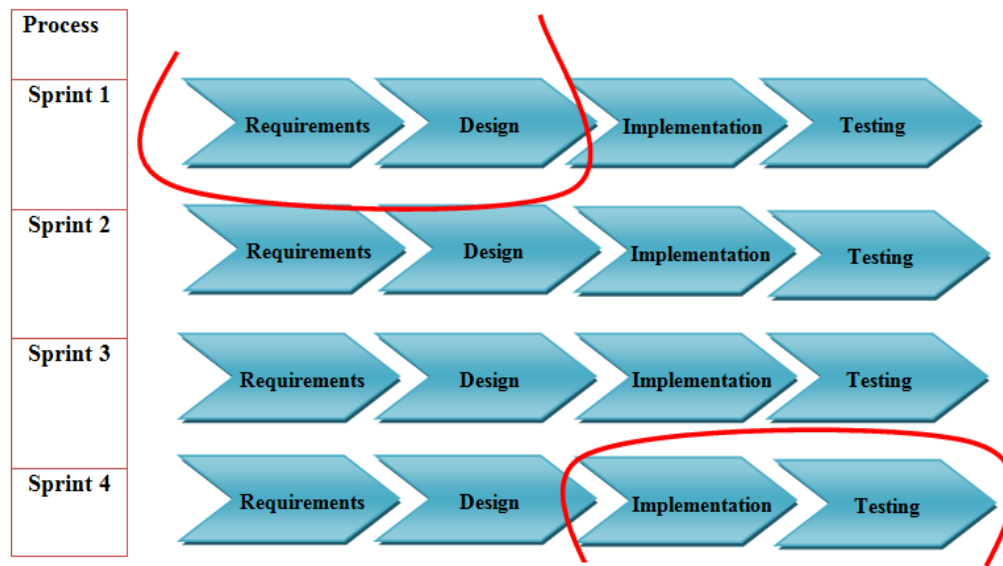 Process
Sprint 1
Requirements
Design
Implementation
Testing
Sprint 2
Requirements
Design
Implementation
Testing
Sprint 3
Requirements
Design
Implementation
Testing
Sprint 4
Requirements
Design
Implementation
Testing